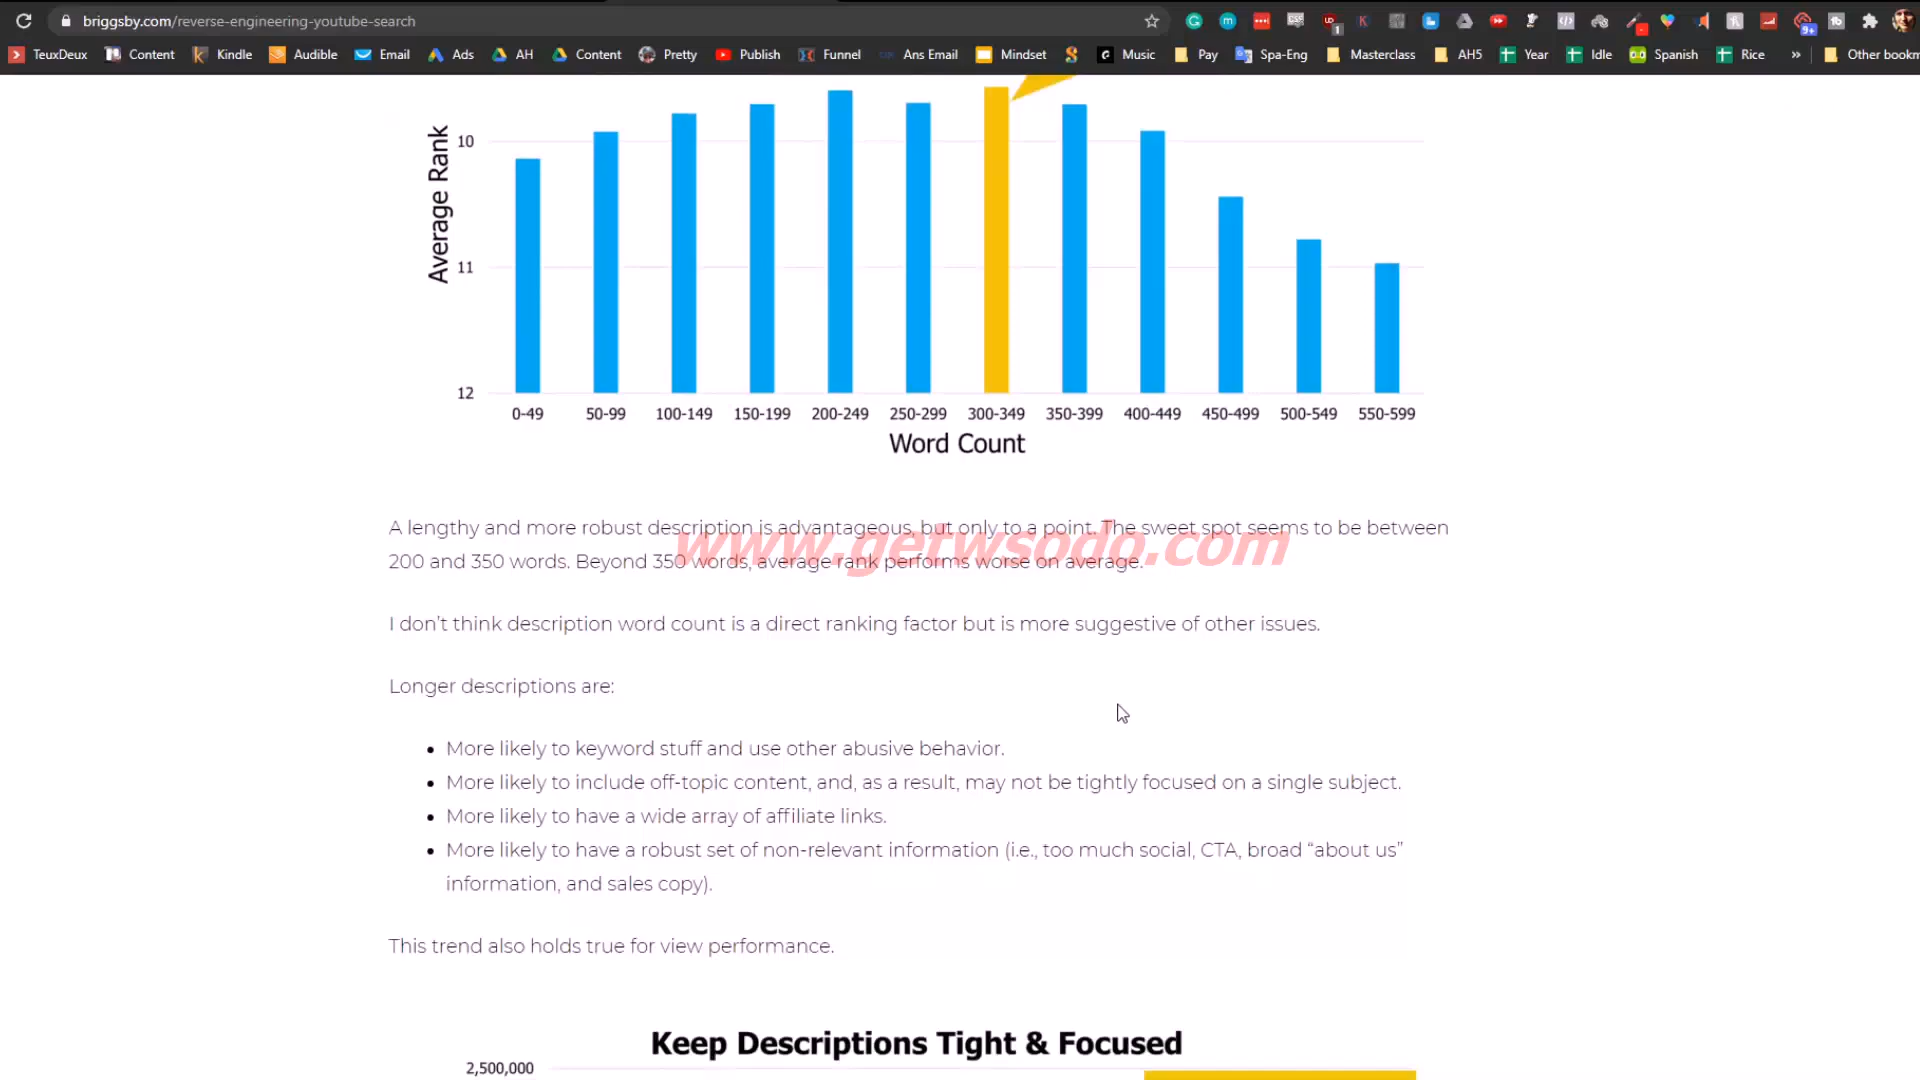 briggsby.com/reverse-engineering-youtube-search
TeuxDeux Content Kindle Audible Email Ads AH Content Pretty Publish Funnel Ans Email Mindset Music Pay Spa-Eng Masterclass AH5 Year Idle Spanish Rice » Other bookm
Average Rank
10
11
12
0-49 50-99 100-149 150-199 200-249 250-299 300-349 350-399 400-449 450-499 500-549 550-599
Word Count
A lengthy and more robust description is advantageous, but only to a point. The sweet spot seems to be between
200 and 350 words. Beyond 350 words, average rank performs worse on average.
www.getwsodo.com
I don't think description word count is a direct ranking factor but is more suggestive of other issues.
Longer descriptions are:
• More likely to keyword stuff and use other abusive behavior.
• More likely to include off-topic content, and, as a result, may not be tightly focused on a single subject.
• More likely to have a wide array of affiliate links.
• More likely to have a robust set of non-relevant information (i.e., too much social, CTA, broad “about us”
information, and sales copy).
This trend also holds true for view performance.
Keep Descriptions Tight & Focused
2,500,000